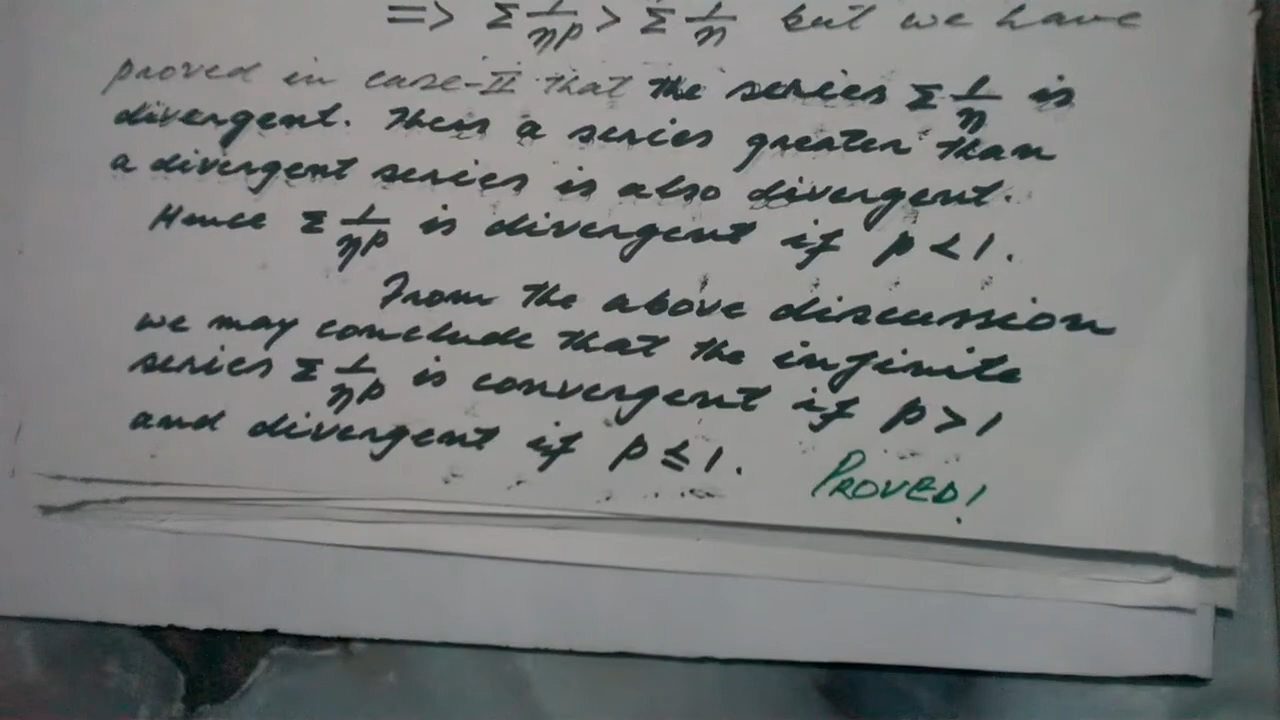 => Σ 1/n^p > Σ 1/n but we have
proved in case-II that the series Σ 1/n is
divergent. Thus a series greater than
a divergent series is also divergent.
Hence Σ 1/n^p is divergent if p < 1.
From the above discussion
we may conclude that the infinite
series Σ 1/n^p is convergent if p > 1
and divergent if p ≤ 1. PROVED!